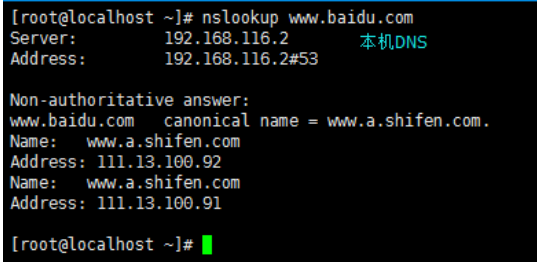 [root@localhost ~]# nslookup www.baidu.com
Server:         192.168.116.2     本机DNS
Address:        192.168.116.2#53
Non-authoritative answer:
www.baidu.com   canonical name = www.a.shifen.com.
Name:   www.a.shifen.com
Address: 111.13.100.92
Name:   www.a.shifen.com
Address: 111.13.100.91
[root@localhost ~]#